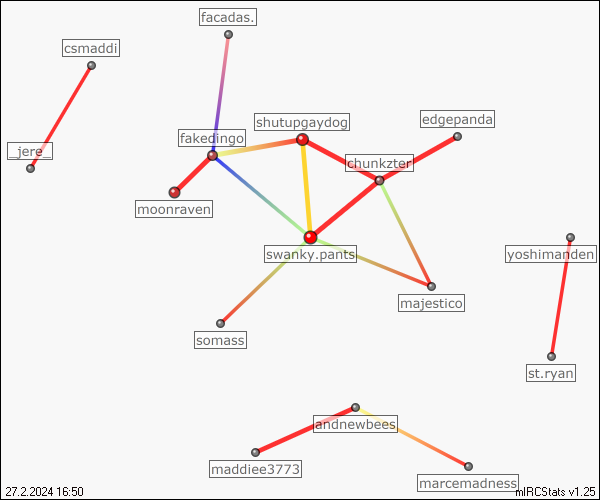 facadas.
csmaddi
shutupgaydog
edgepanda
fakedingo
_jere_
chunkzter
moonraven
swanky.pants
yoshimanden
majestico
somass
st.ryan
andnewbees
maddiee3773
marcemadness
27.2.2024 16:50
mIRCStats v1.25